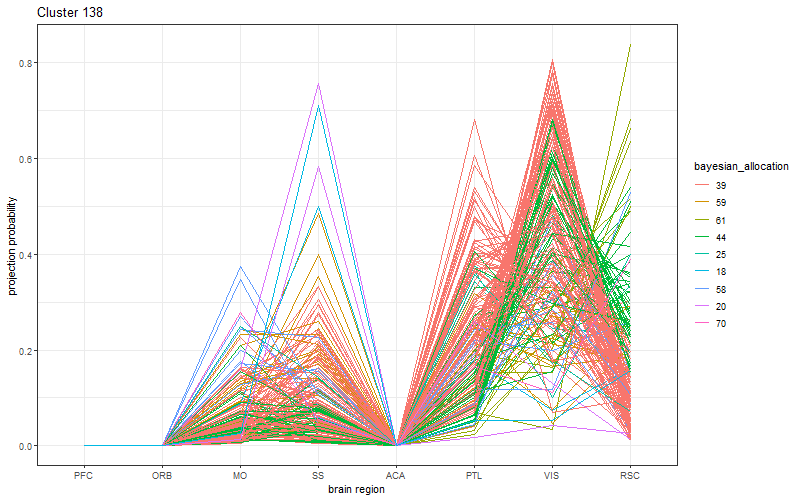 Cluster 138
projection probability
0.8
0.6
0.4
0.2
0.0
PFC ORB MO SS ACA PTL VIS RSC
brain region
bayesian_allocation
39
59
61
44
25
18
58
20
70